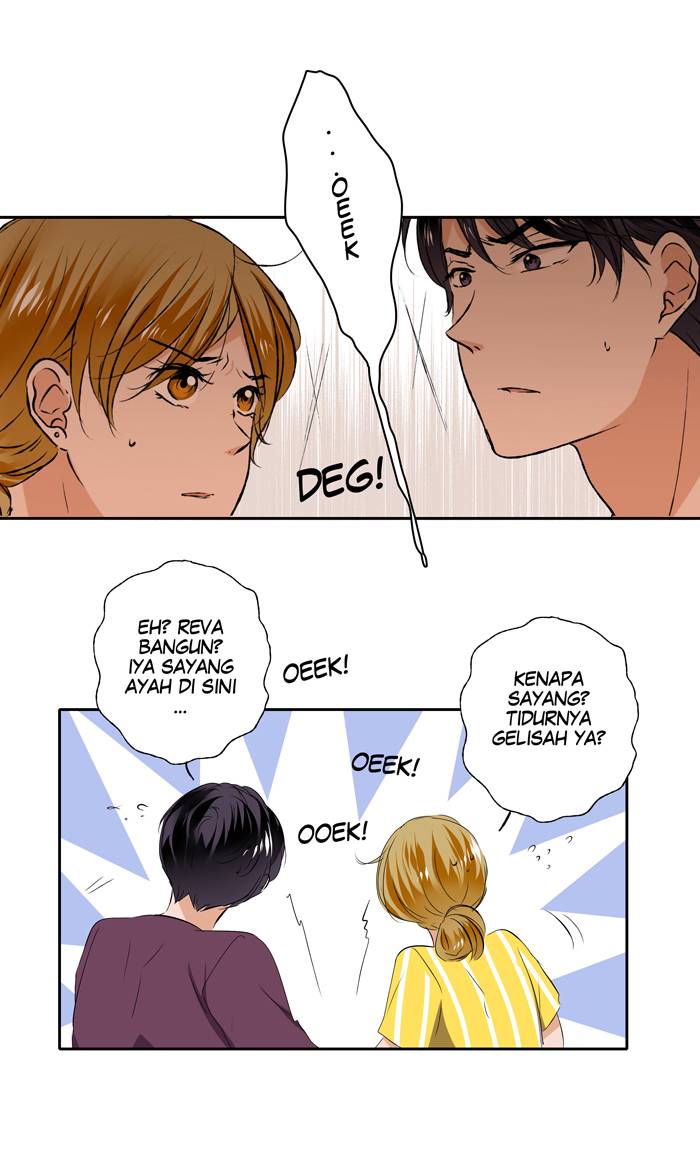 ...OEEK
DEG!
EH? REVA
BANGUN?
IYA SAYANG
AYAH DI SINI
...
OEEK!
KENAPA
SAYANG?
TIDURNYA
GELISAH YA?
OEEK!
OOEK!